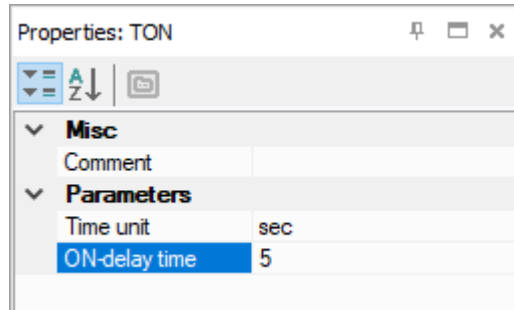 Properties: TON
Misc
Comment
Parameters
Time unit sec
ON-delay time 5